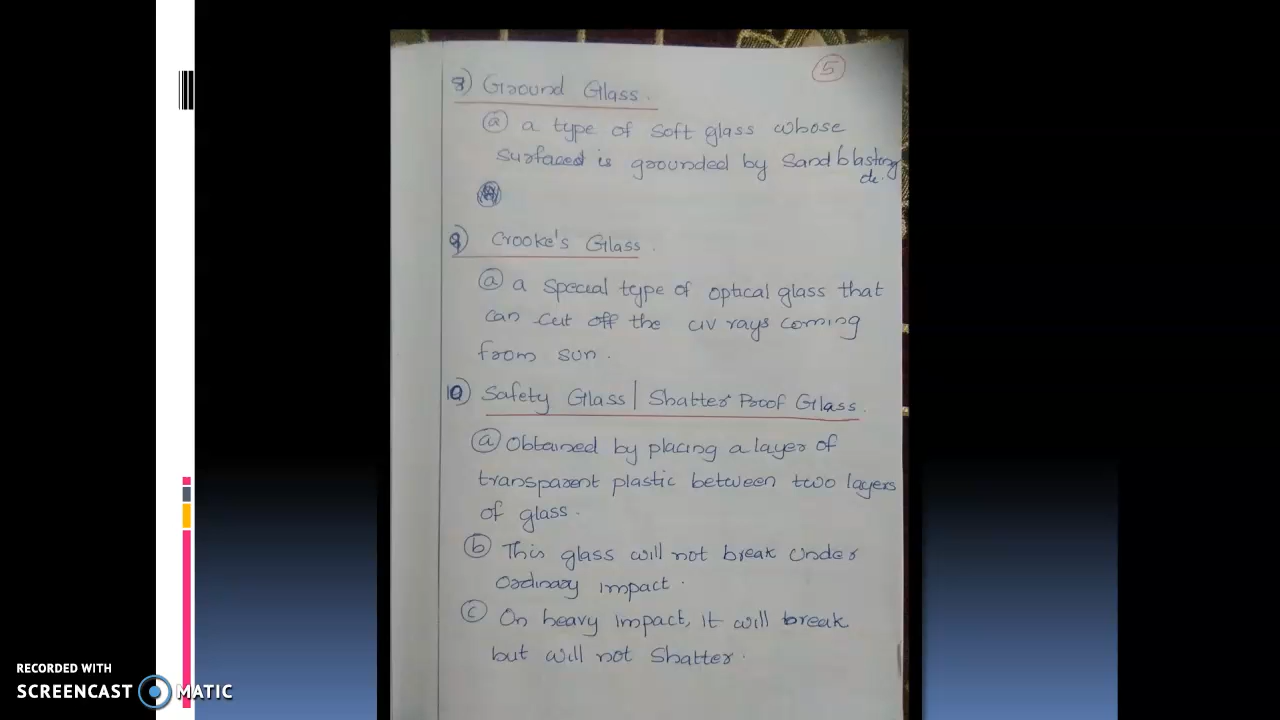 5
8) Ground Glass.
(a) a type of soft glass whose
surfaced is grounded by Sandblasting
9) Crooke's Glass.
(a) a special type of optical glass that
can cut off the UV rays coming
from sun.
10) Safety Glass | Shatter Proof Glass.
(a) Obtained by placing a layer of
transparent plastic between two layers
of glass.
(b) This glass will not break under
ordinary impact.
(c) On heavy impact, it will break
but will not Shatter.
RECORDED WITH
SCREENCAST MATIC